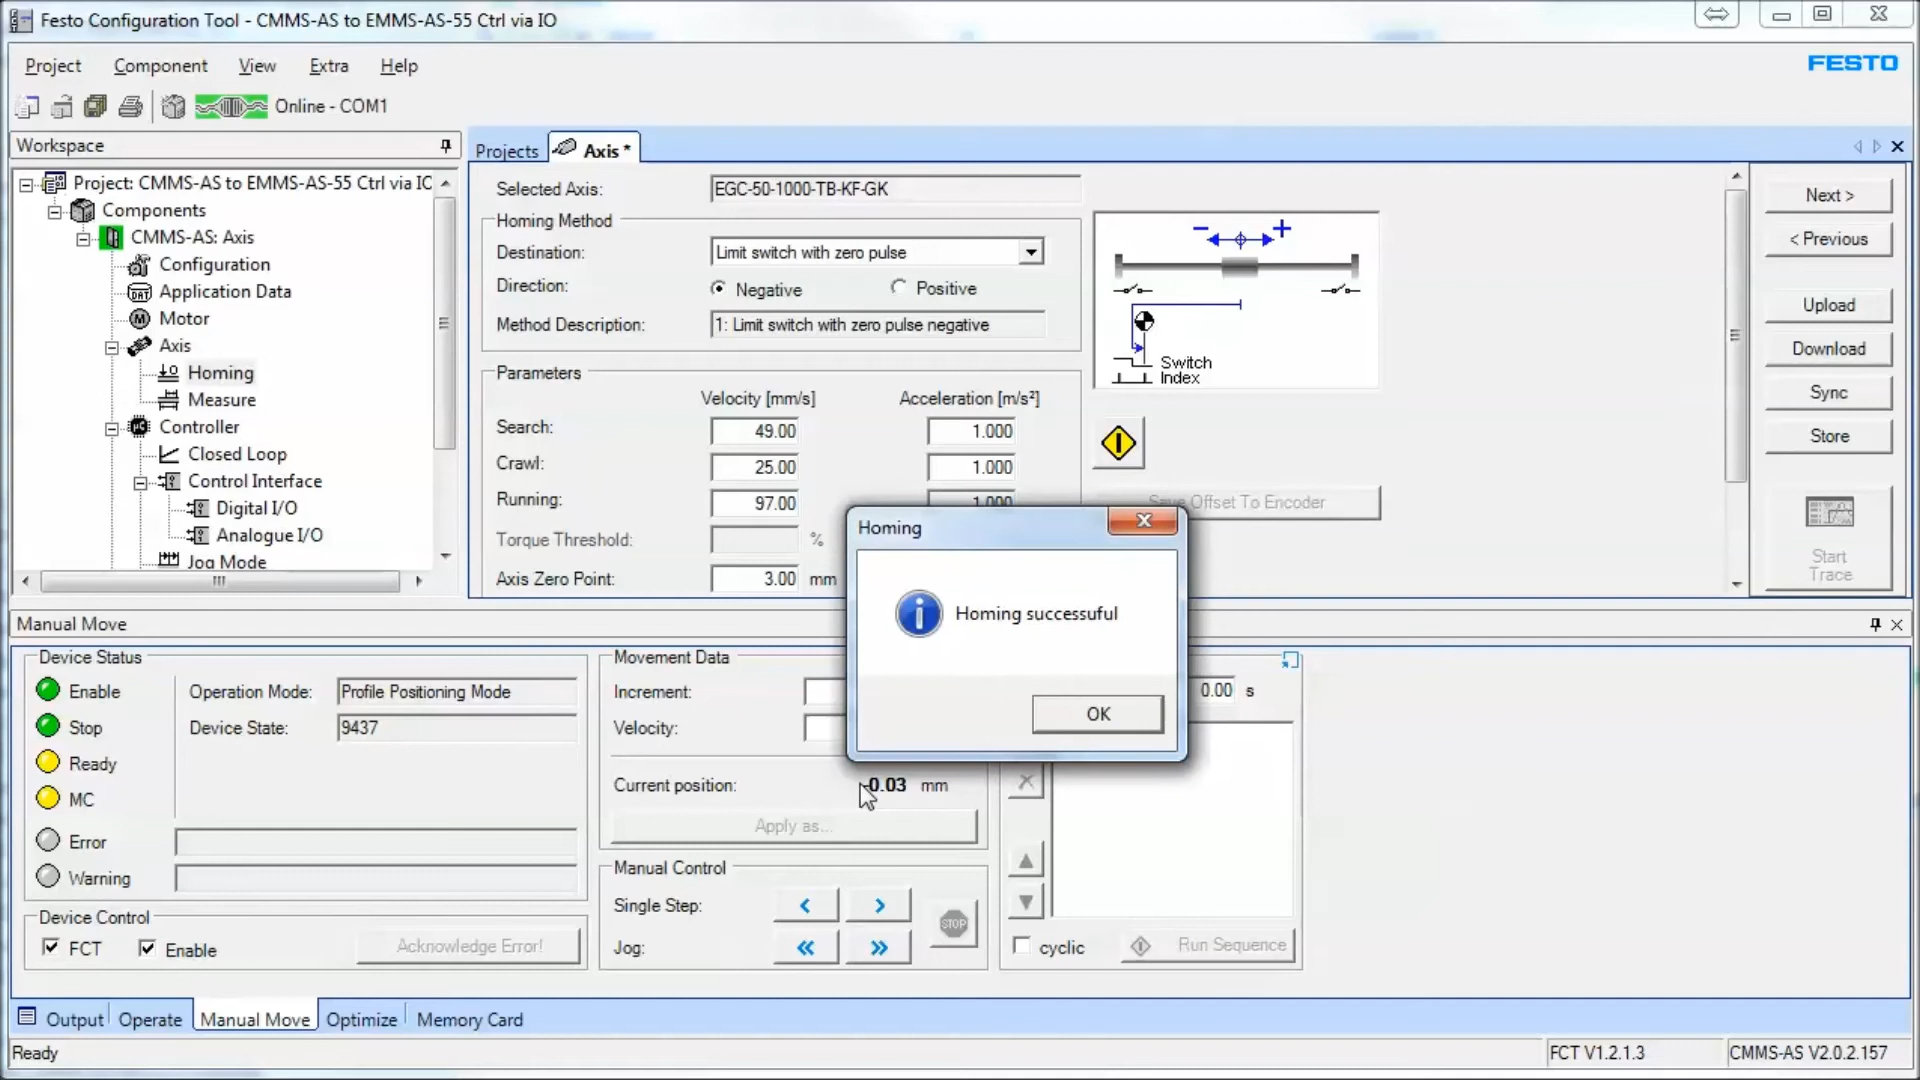 Festo Configuration Tool - CMMS-AS to EMMS-AS-55 Ctrl via IO
Project Component View Extra Help
FESTO
Online - COM1
Workspace
Project: CMMS-AS to EMMS-AS-55 Ctrl via IO
Components
CMMS-AS: Axis
Configuration
Application Data
Motor
Axis
Homing
Measure
Controller
Closed Loop
Control Interface
Digital I/O
Analogue I/O
Jog Mode
Projects Axis *
Selected Axis: EGC-50-1000-TB-KF-GK
Homing Method
Destination: Limit switch with zero pulse
Direction: Negative Positive
Method Description: 1: Limit switch with zero pulse negative
Parameters
Velocity [mm/s] Acceleration [m/s²]
Search: 49.00 1.000
Crawl: 25.00 1.000
Running: 97.00 1.000
Torque Threshold: %
Axis Zero Point: 3.00 mm
Switch
Index
Save Offset To Encoder
Next >
< Previous
Upload
Download
Sync
Store
Start
Trace
Homing
Homing successuful
OK
Manual Move
Device Status
Enable
Stop
Ready
MC
Error
Warning
Operation Mode: Profile Positioning Mode
Device State: 9437
Device Control
FCT Enable Acknowledge Error!
Movement Data
Increment:
Velocity:
Current position: -0.03 mm
Apply as...
Manual Control
Single Step: < >
Jog: « »
STOP
0.00 s
cyclic Run Sequence
Output Operate Manual Move Optimize Memory Card
Ready FCT V1.2.1.3 CMMS-AS V2.0.2.157